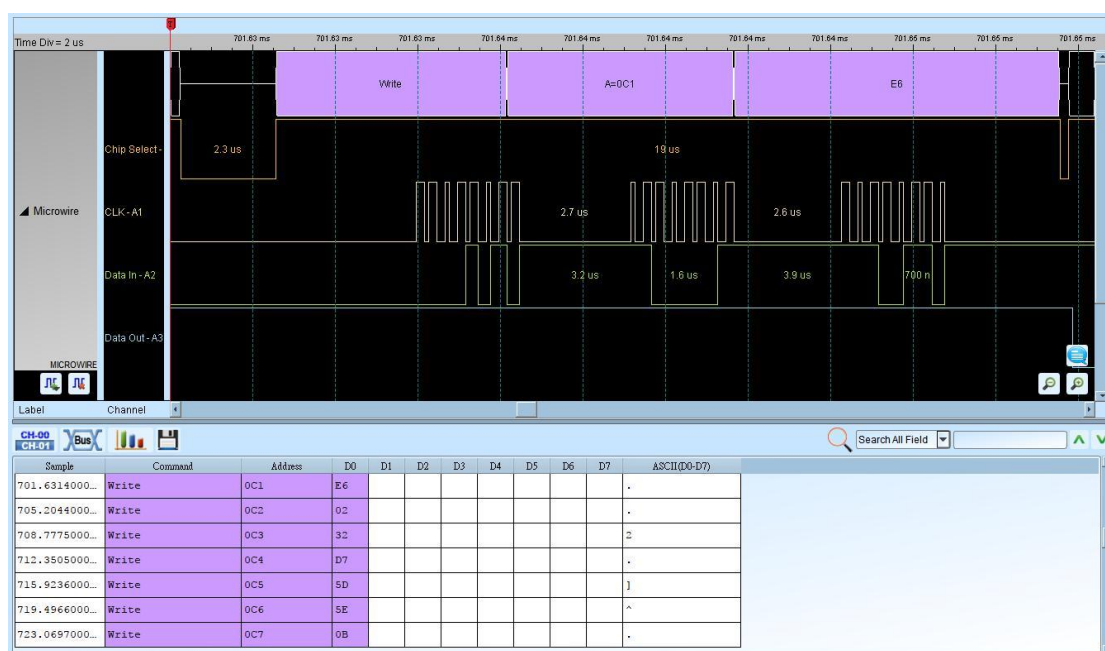 Time Div = 2 us 701.63 ms 701.63 ms 701.63 ms 701.64 ms 701.64 ms 701.64 ms 701.64 ms 701.64 ms 701.65 ms 701.65 ms 701.65 ms
Write A=0C1 E6
Chip Select- 2.3 us 19 us
Microwire CLK - A1 2.7 us 2.6 us
Data In - A2 3.2 us 1.6 us 3.9 us 700 n
Data Out - A3
MICROWIRE
Label Channel
CH-00
CH-01 Bus Search All Field
Sample Command Address D0 D1 D2 D3 D4 D5 D6 D7 ASCII(D0-D7)
701.6314000... Write 0C1 E6 .
705.2044000... Write 0C2 02 .
708.7775000... Write 0C3 32 2
712.3505000... Write 0C4 D7 .
715.9236000... Write 0C5 5D ]
719.4966000... Write 0C6 5E ^
723.0697000... Write 0C7 0B .